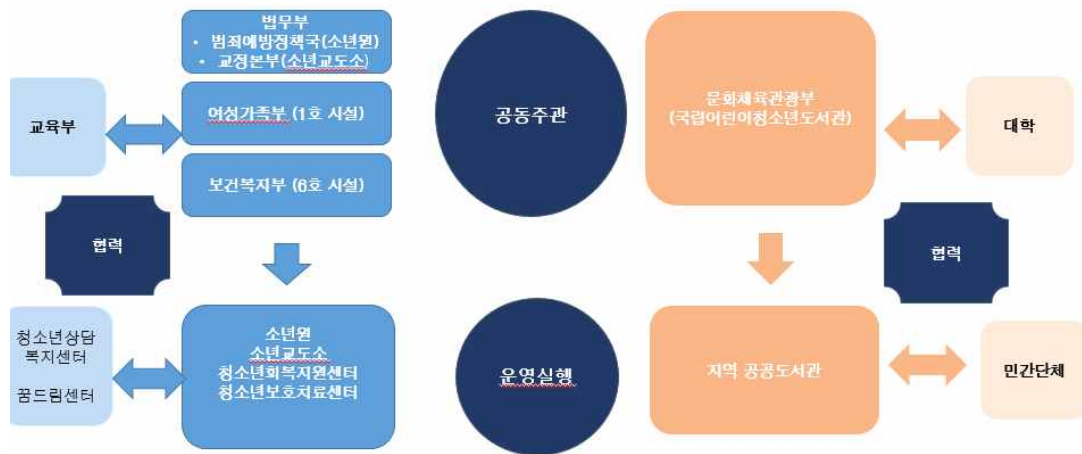 법무부
• 범죄예방정책국(소년원)
• 교정본부(소년교도소)
교육부
여성가족부 (1호 시설)
보건복지부 (6호 시설)
공동주관
문화체육관광부
(국립어린이청소년도서관)
대학
협력
협력
청소년상담
복지센터
꿈드림센터
소년원
소년교도소
청소년회복지원센터
청소년보호치료센터
운영실행
지역 공공도서관
민간단체